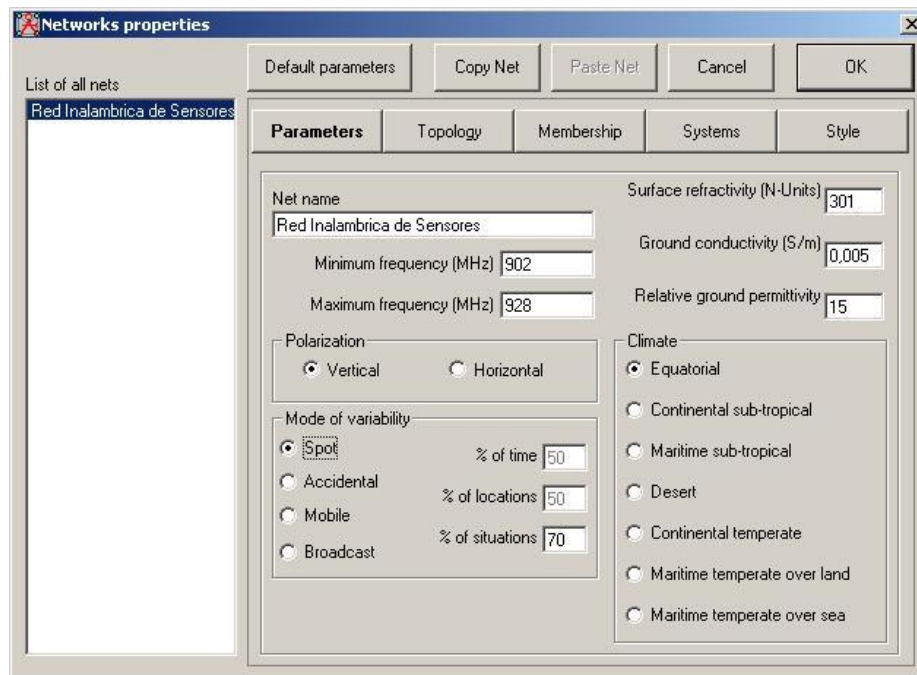 Networks properties
Default parameters
Copy Net
Paste Net
Cancel
OK
List of all nets
Red Inalambrica de Sensores
Parameters
Topology
Membership
Systems
Style
Net name
Red Inalambrica de Sensores
Minimum frequency (MHz) 902
Maximum frequency (MHz) 928
Surface refractivity (N-Units) 301
Ground conductivity (S/m) 0,005
Relative ground permittivity 15
Polarization
Vertical
Horizontal
Mode of variability
Spot
Accidental
Mobile
Broadcast
% of time 50
% of locations 50
% of situations 70
Climate
Equatorial
Continental sub-tropical
Maritime sub-tropical
Desert
Continental temperate
Maritime temperate over land
Maritime temperate over sea